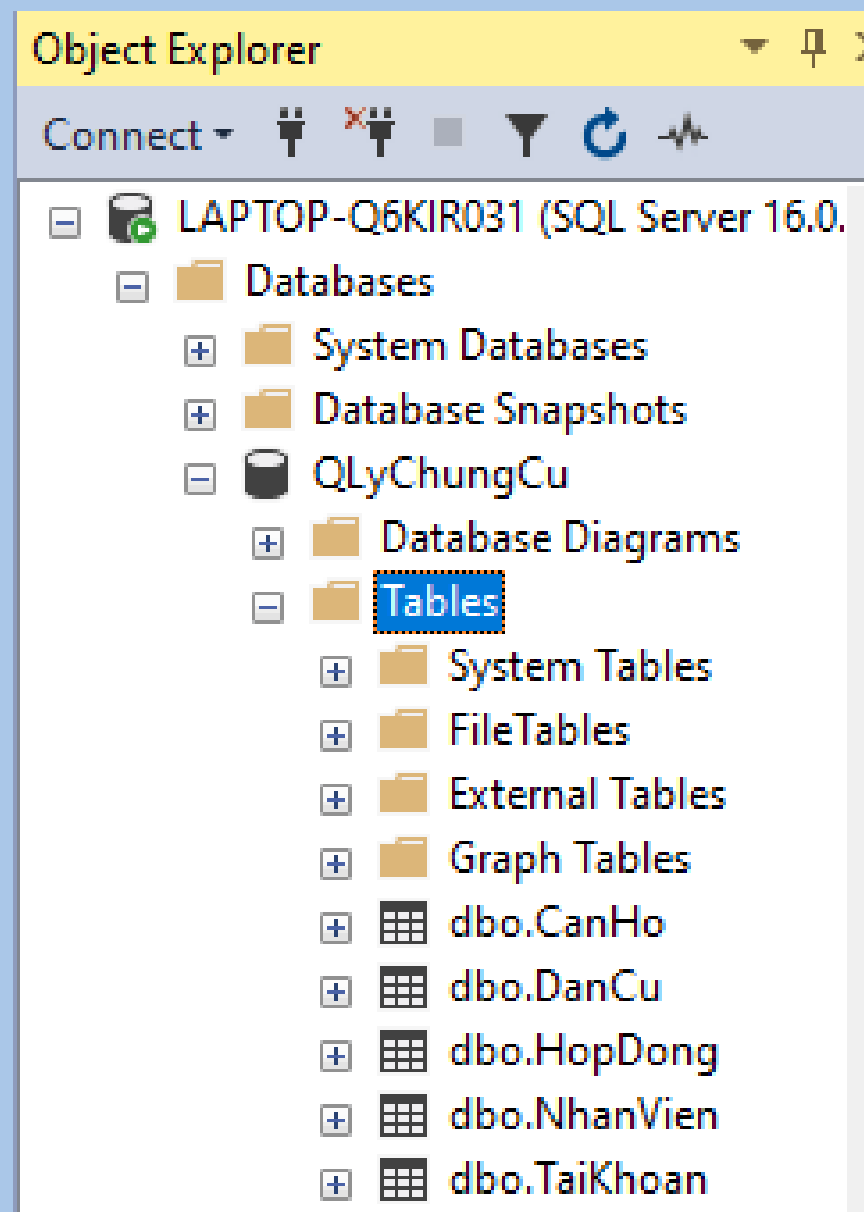 Object Explorer
Connect
LAPTOP-Q6KIR031 (SQL Server 16.0.
Databases
System Databases
Database Snapshots
QLyChungCu
Database Diagrams
Tables
System Tables
FileTables
External Tables
Graph Tables
dbo.CanHo
dbo.DanCu
dbo.HopDong
dbo.NhanVien
dbo.TaiKhoan